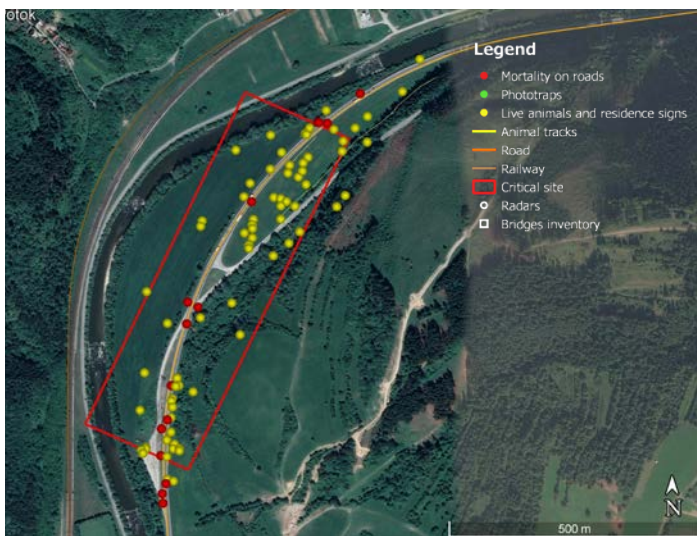 otok
Legend
Mortality on roads
Phototraps
Live animals and residence signs
Animal tracks
Road
Railway
Critical site
Radars
Bridges inventory
N
500 m